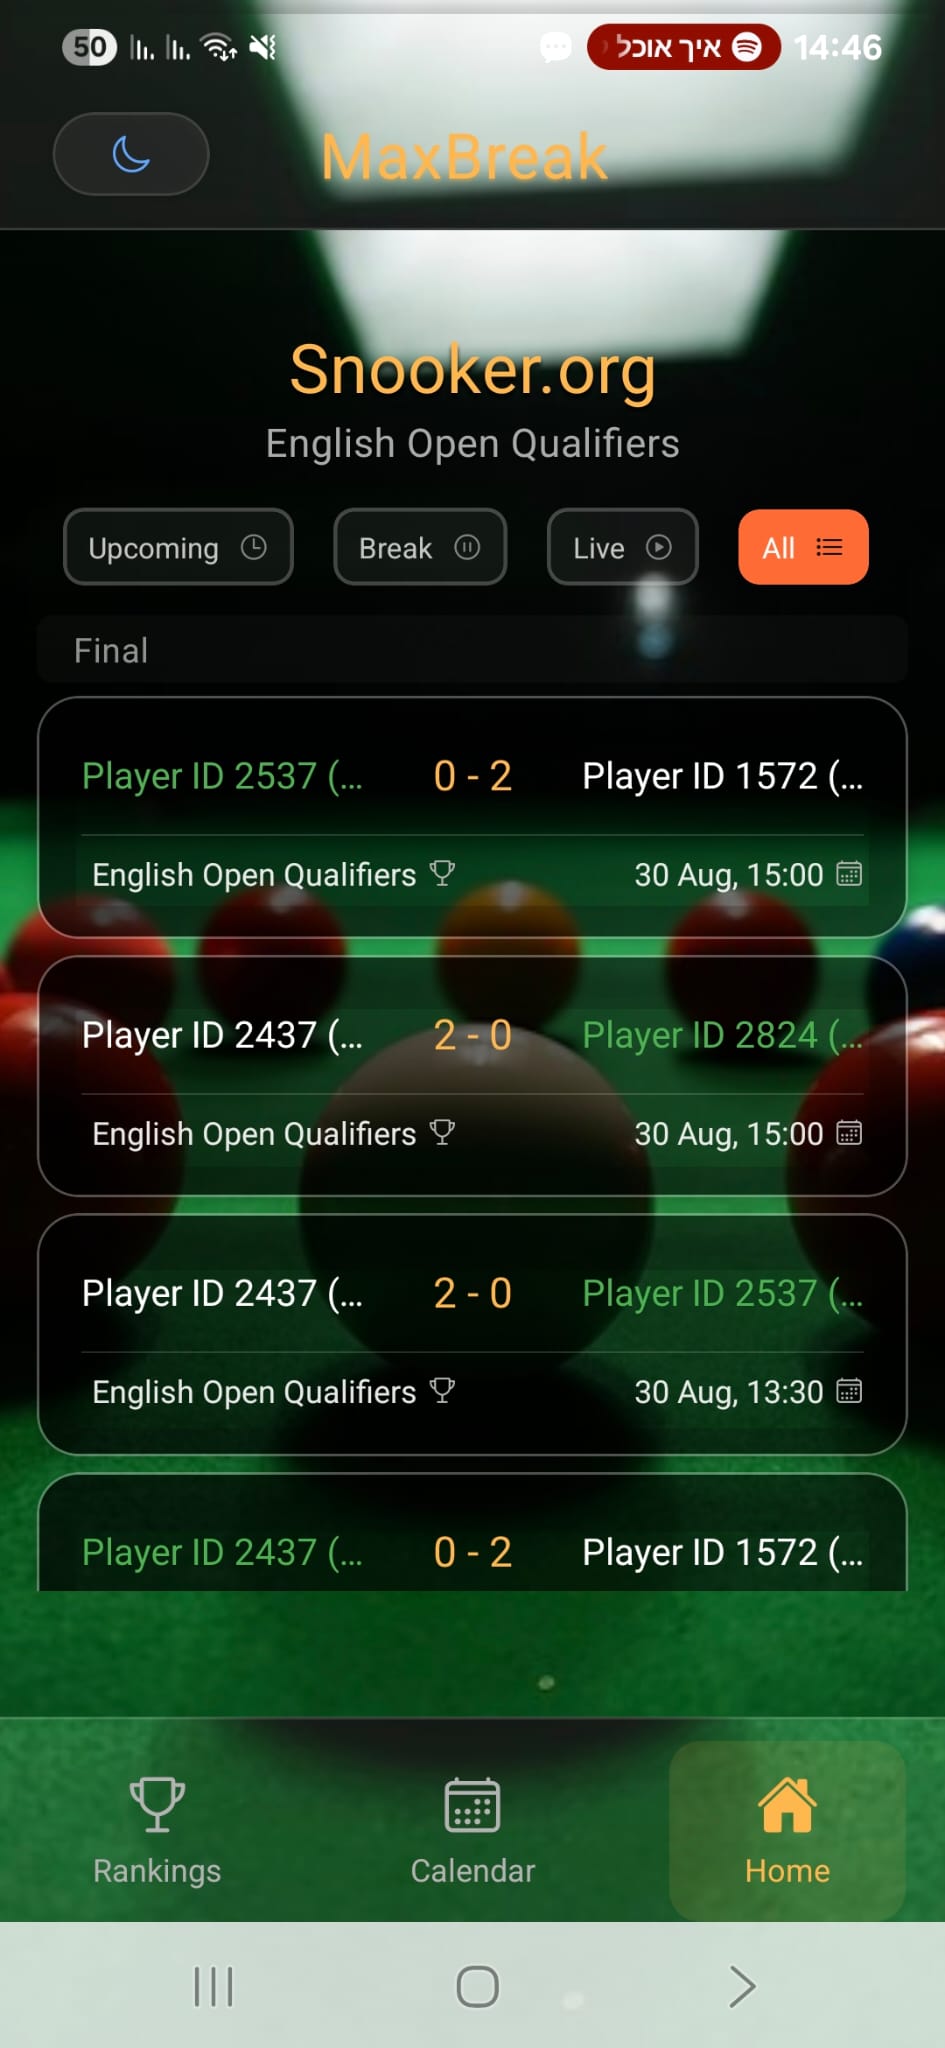 50
איך אוכל
14:46
MaxBreak
Snooker.org
English Open Qualifiers
Upcoming Break Live All
Final
Player ID 2537 (... 0 - 2 Player ID 1572 (...
English Open Qualifiers 30 Aug, 15:00
Player ID 2437 (... 2 - 0 Player ID 2824 (...
English Open Qualifiers 30 Aug, 15:00
Player ID 2437 (... 2 - 0 Player ID 2537 (...
English Open Qualifiers 30 Aug, 13:30
Player ID 2437 (... 0 - 2 Player ID 1572 (...
Rankings Calendar Home